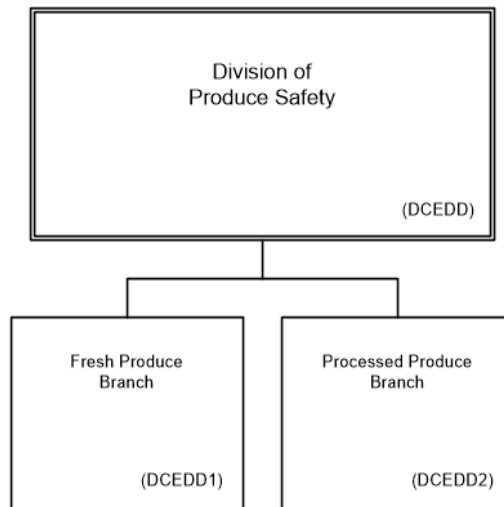 Division of
Produce Safety
(DCEDD)
Fresh Produce
Branch
(DCEDD1)
Processed Produce
Branch
(DCEDD2)